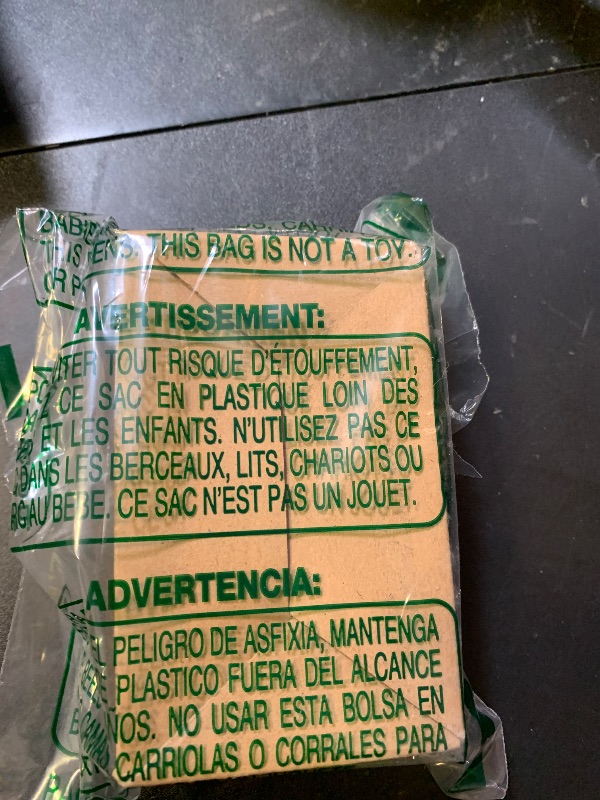 THIS BAG IS NOT A TOY.
AVERTISSEMENT:
TOUT RISQUE D'ÉTOUFFEMENT,
CE SAC EN PLASTIQUE LOIN DES
ET LES ENFANTS. N'UTILISEZ PAS CE
DANS LES BERCEAUX, LITS, CHARIOTS OU
AU BÉBÉ. CE SAC N'EST PAS UN JOUET.
ADVERTENCIA:
PELIGRO DE ASFIXIA, MANTENGA
PLASTICO FUERA DEL ALCANCE
NO USAR ESTA BOLSA EN
CARRIOLAS O CORRALES PARA